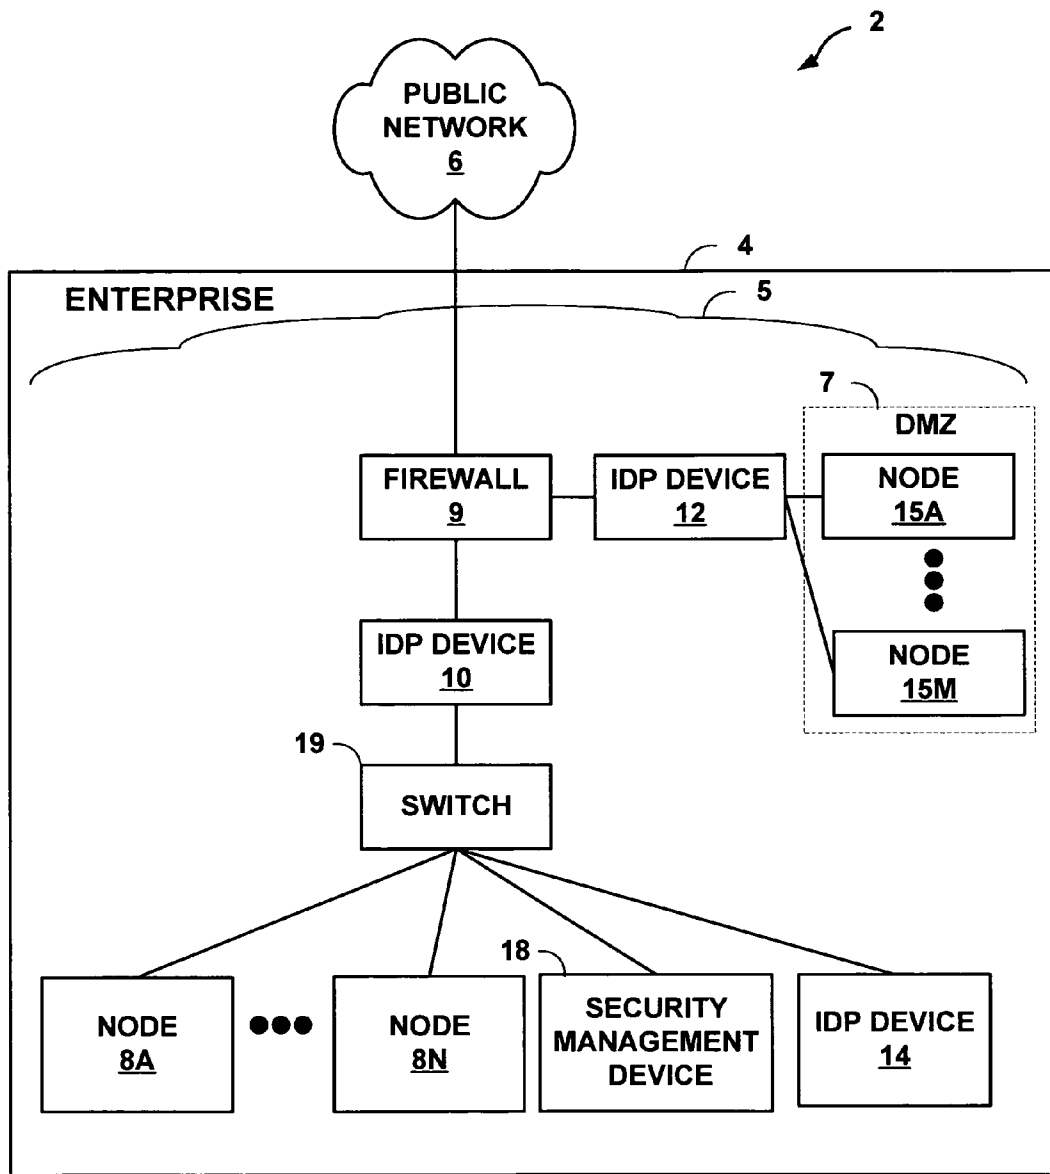 2
PUBLIC
NETWORK
6
4
ENTERPRISE
5
7
DMZ
FIREWALL
9
IDP DEVICE
12
NODE
15A
IDP DEVICE
10
NODE
15M
19
SWITCH
18
NODE
8A
NODE
8N
SECURITY
MANAGEMENT
DEVICE
IDP DEVICE
14